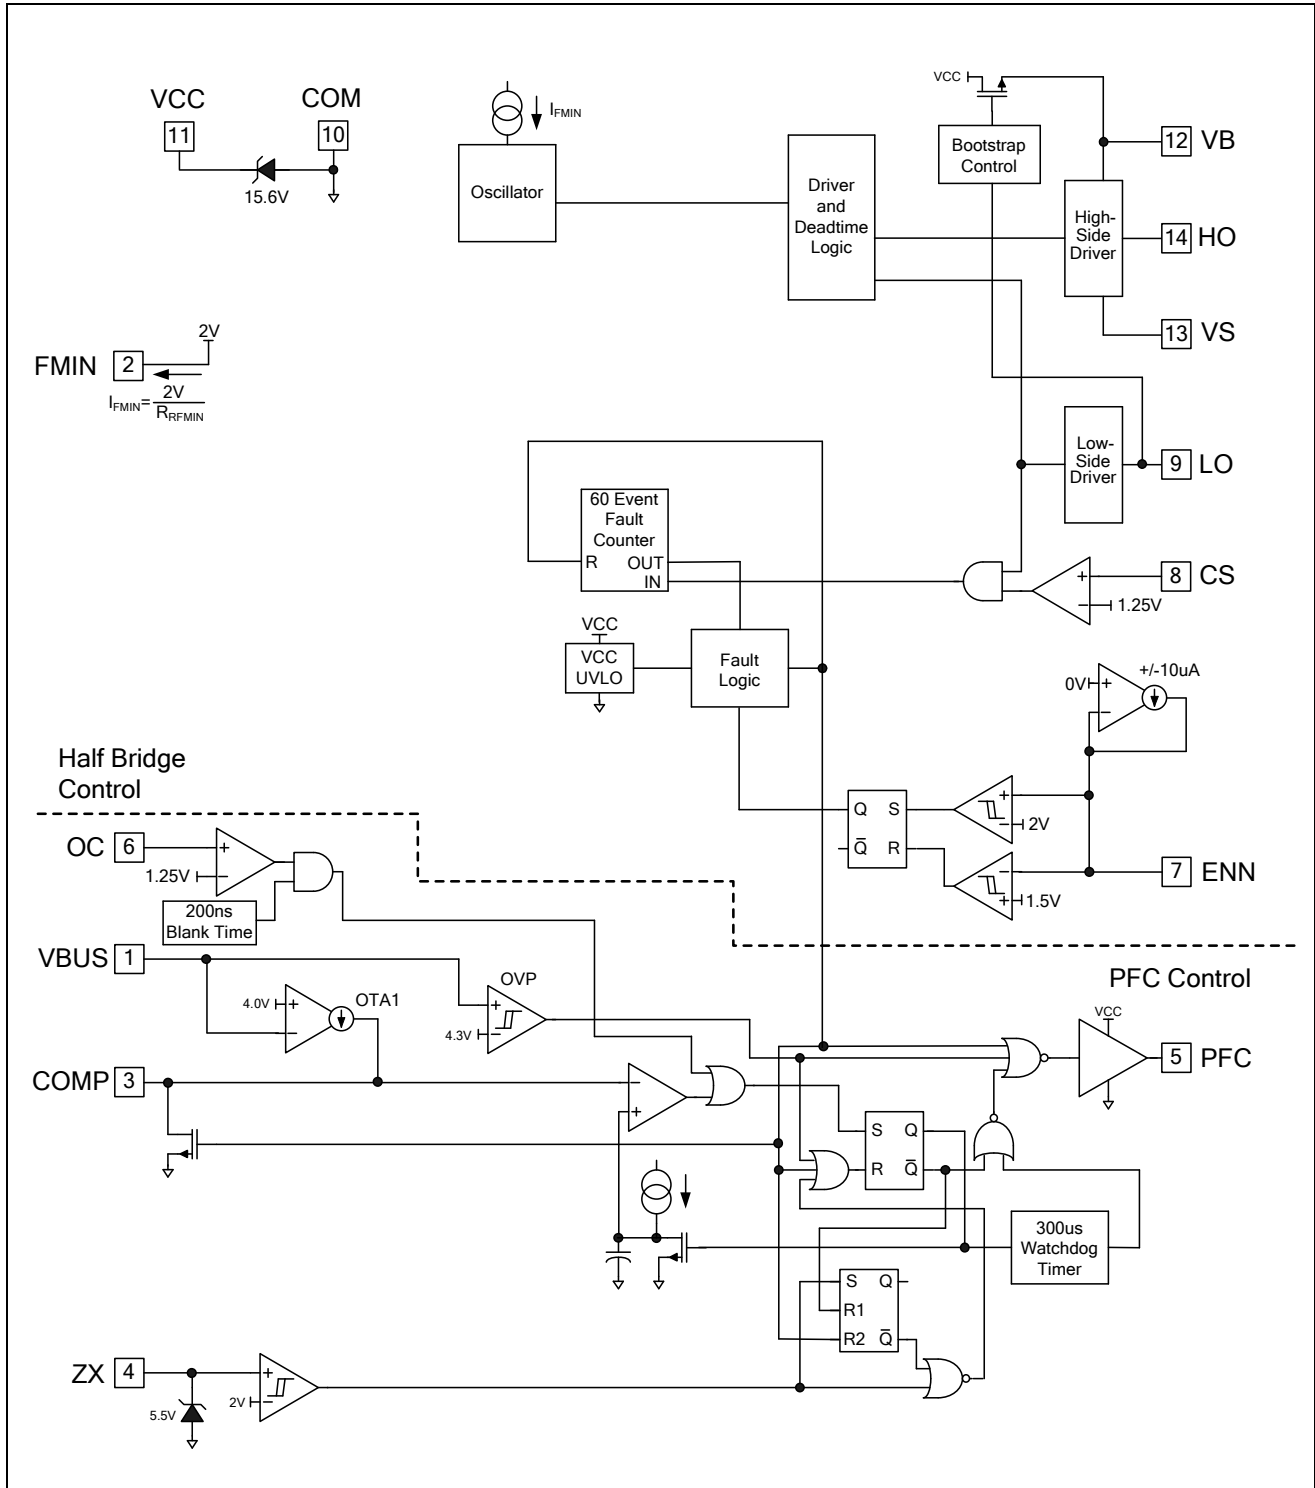 VCC
COM
11
10
15.6V
I_FMIN
Oscillator
Driver
and
Deadtime
Logic
VCC
Bootstrap
Control
12 VB
High-
Side
Driver
14 HO
13 VS
2V
FMIN 2
I_FMIN= 2V
R_RFMIN
Low-
Side
Driver
9 LO
60 Event
Fault
Counter
R OUT
IN
+
−
8 CS
1.25V
VCC
VCC
UVLO
Fault
Logic
+/-10uA
0V
+
−
Half Bridge
Control
Q S
Q̅ R
+
−
2V
−
+
1.5V
7 ENN
OC 6
+
1.25V
−
200ns
Blank Time
VBUS 1
OVP
4.0V
+
−
OTA1
+
4.3V
−
PFC Control
VCC
5 PFC
COMP 3
−
+
S Q
R Q̅
300us
Watchdog
Timer
S Q
R1
R2 Q̅
ZX 4
+
2V
−
5.5V